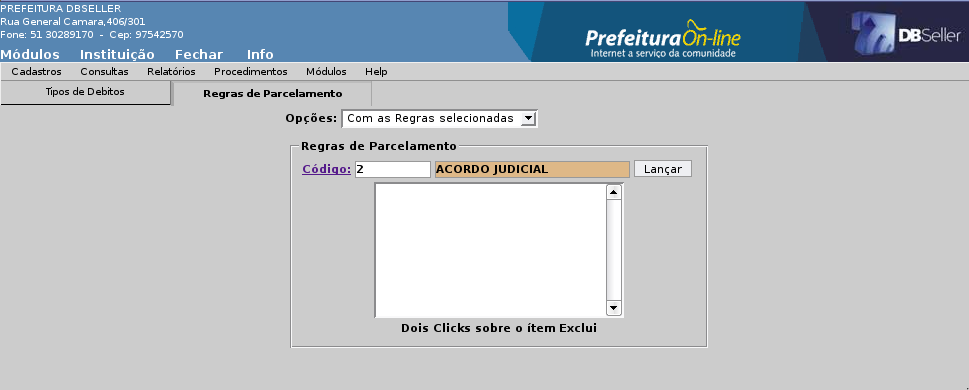 PREFEITURA DBSELLER
Rua General Camara,406/301
Fone: 51 30289170 - Cep: 97542570
Módulos Instituição Fechar Info
Prefeitura On-line
Internet a serviço da comunidade
DBSeller
Cadastros Consultas Relatórios Procedimentos Módulos Help
Tipos de Debitos Regras de Parcelamento
Opções: Com as Regras selecionadas
Regras de Parcelamento
Código: 2 ACORDO JUDICIAL Lançar
Dois Clicks sobre o ítem Exclui